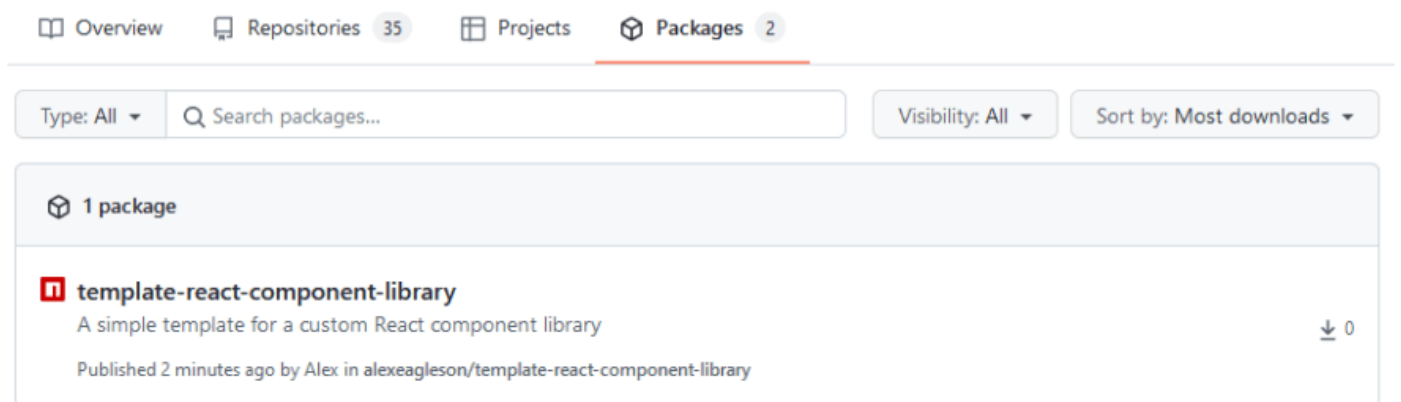 Overview Repositories 35 Projects Packages 2
Type: All Search packages... Visibility: All Sort by: Most downloads
1 package
template-react-component-library
A simple template for a custom React component library
0
Published 2 minutes ago by Alex in alexeagleson/template-react-component-library